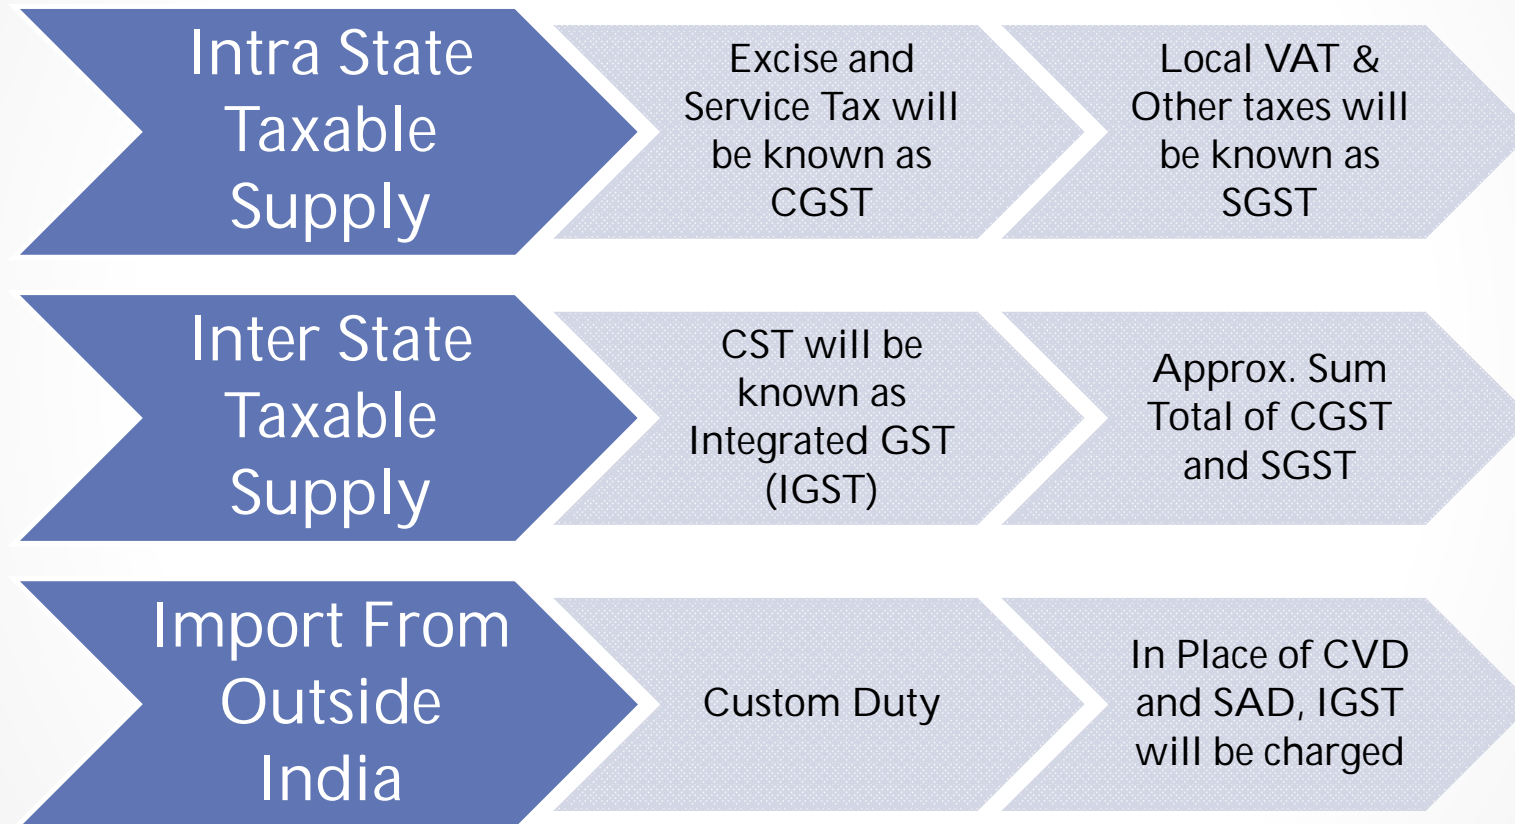 Intra State
Taxable
Supply
Excise and
Service Tax will
be known as
CGST
Local VAT &
Other taxes will
be known as
SGST
Inter State
Taxable
Supply
CST will be
known as
Integrated GST
(IGST)
Approx. Sum
Total of CGST
and SGST
Import From
Outside
India
Custom Duty
In Place of CVD
and SAD, IGST
will be charged